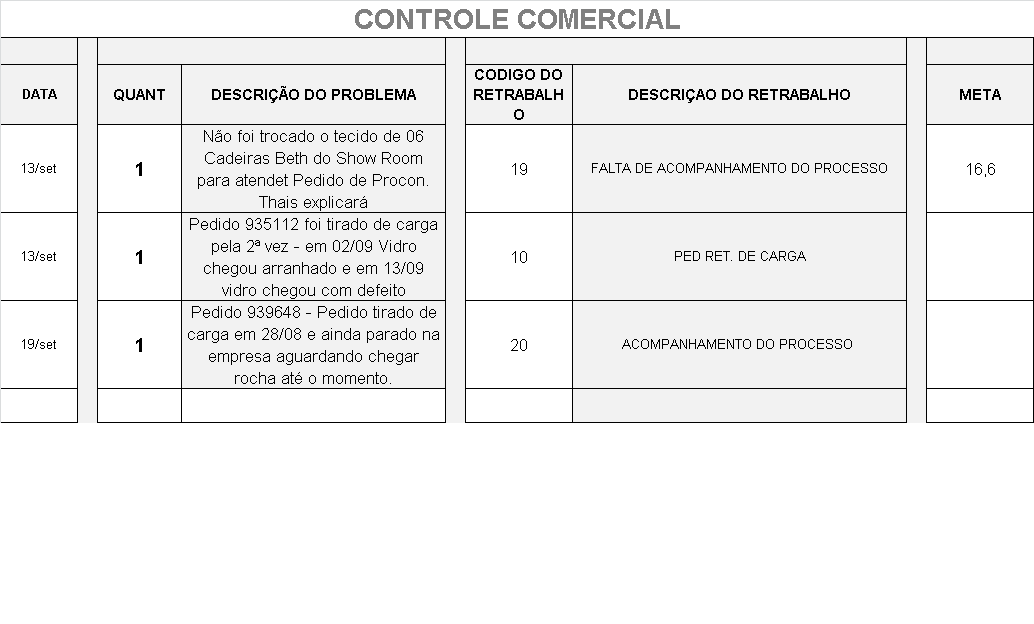 CONTROLE COMERCIAL
DATA
QUANT
DESCRIÇÃO DO PROBLEMA
CODIGO DO
RETRABALH
O
DESCRIÇAO DO RETRABALHO
META
13/set
1
Não foi trocado o tecido de 06
Cadeiras Beth do Show Room
para atendet Pedido de Procon.
Thais explicará
19
FALTA DE ACOMPANHAMENTO DO PROCESSO
16,6
13/set
1
Pedido 935112 foi tirado de carga
pela 2ª vez - em 02/09 Vidro
chegou arranhado e em 13/09
vidro chegou com defeito
10
PED RET. DE CARGA
19/set
1
Pedido 939648 - Pedido tirado de
carga em 28/08 e ainda parado na
empresa aguardando chegar
rocha até o momento.
20
ACOMPANHAMENTO DO PROCESSO